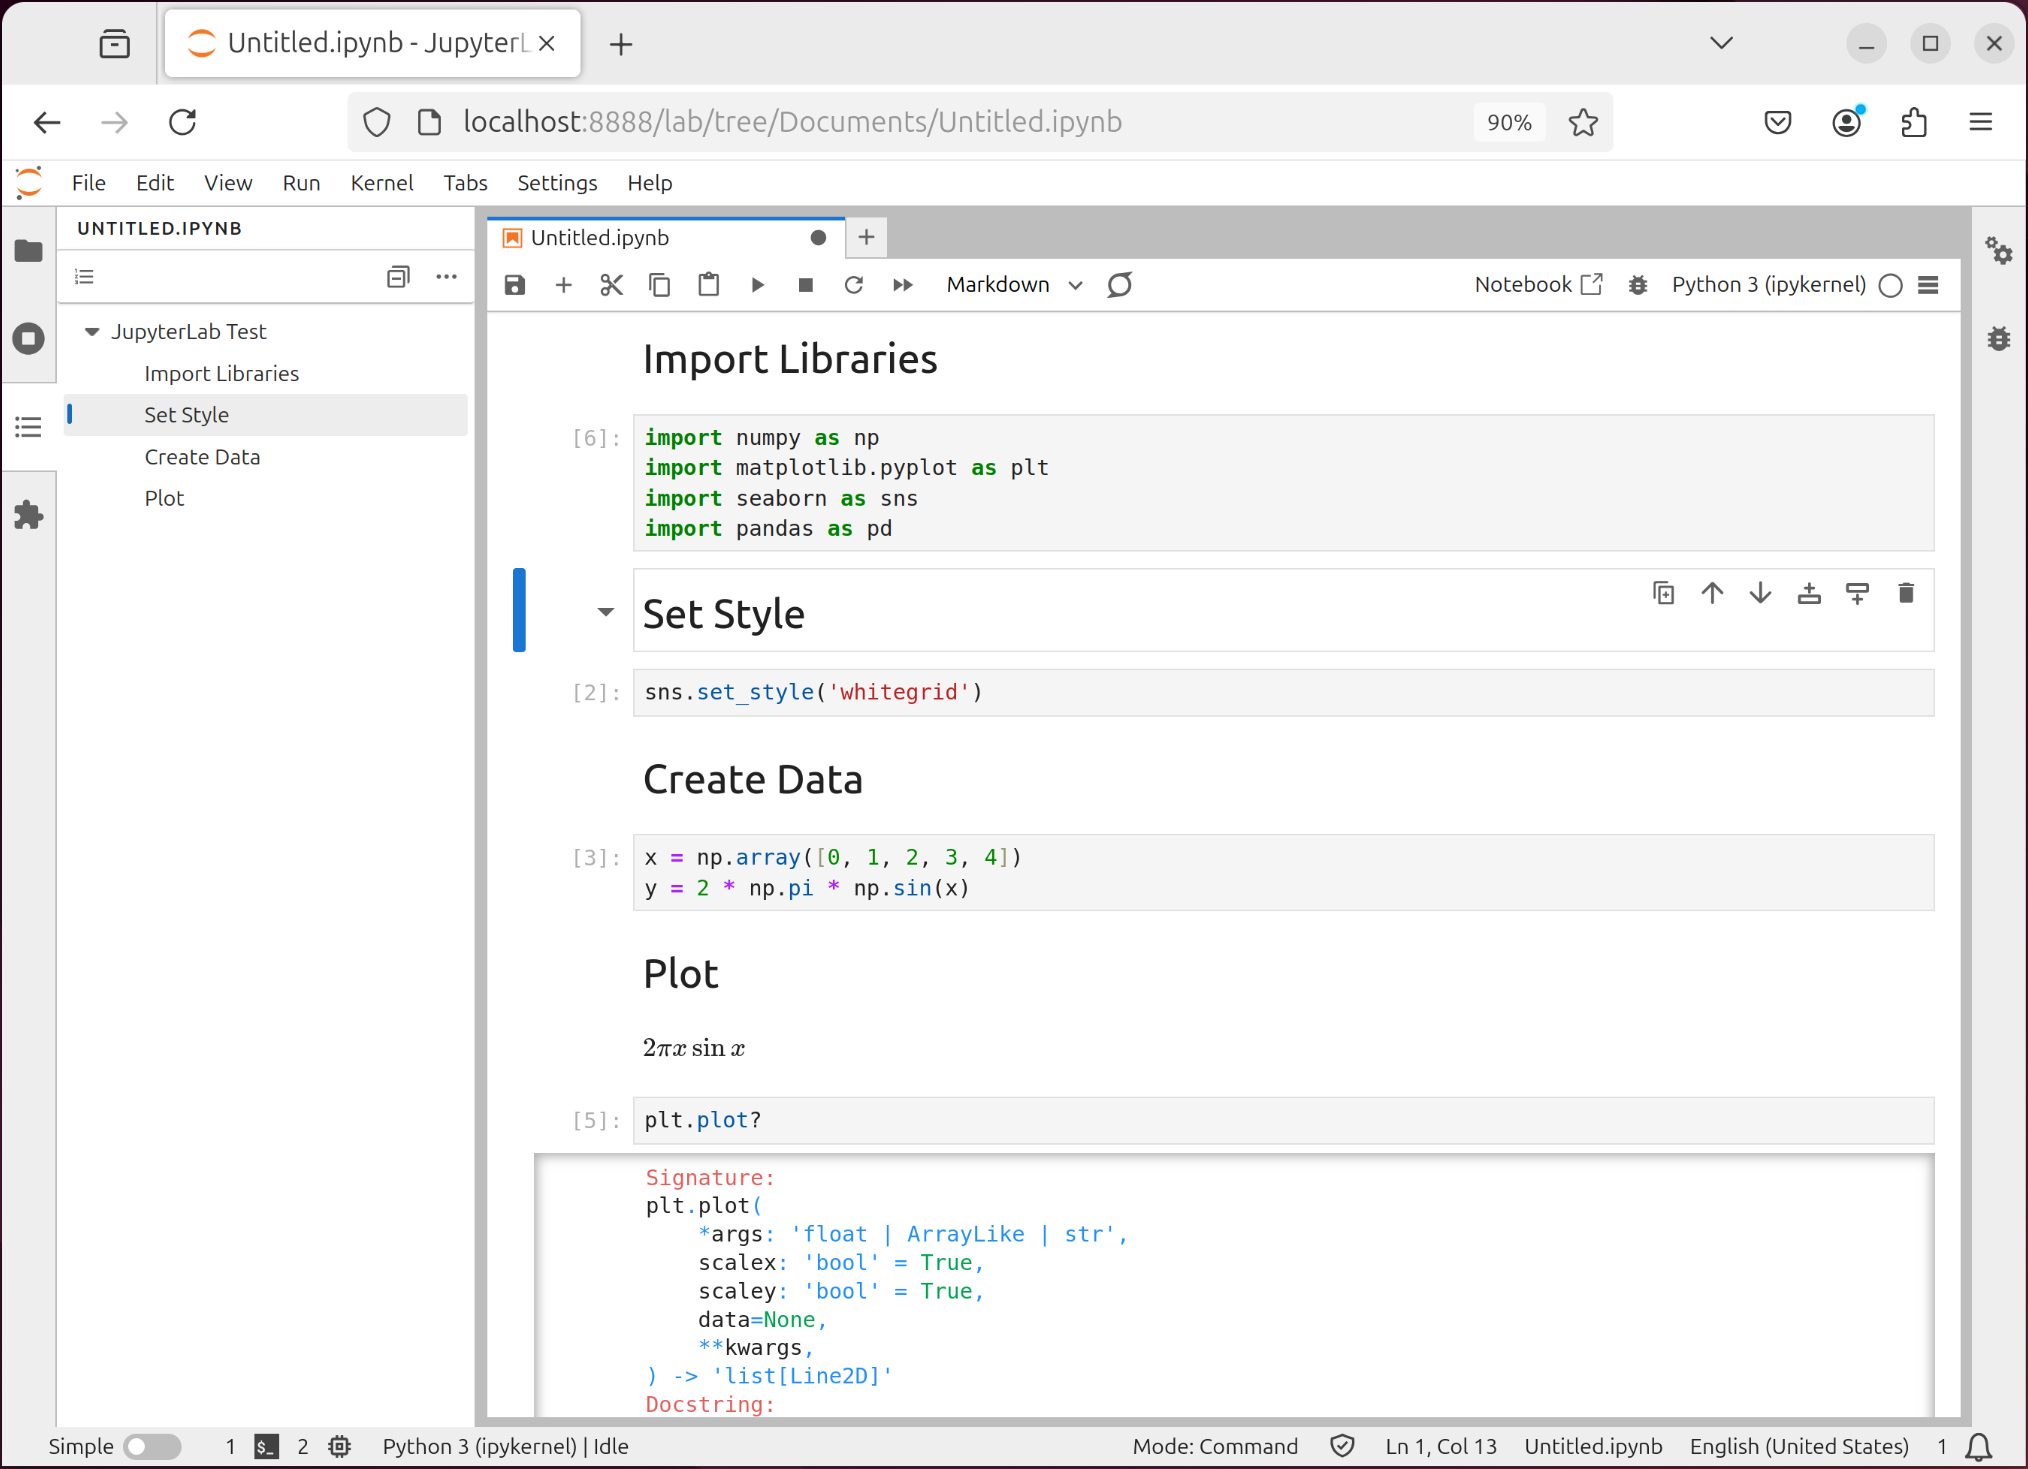 Untitled.ipynb - JupyterL
localhost:8888/lab/tree/Documents/Untitled.ipynb
90%
File Edit View Run Kernel Tabs Settings Help
UNTITLED.IPYNB
JupyterLab Test
Import Libraries
Set Style
Create Data
Plot
Untitled.ipynb
Markdown
Notebook
Python 3 (ipykernel)
Import Libraries
[6]:
import numpy as np
import matplotlib.pyplot as plt
import seaborn as sns
import pandas as pd
Set Style
[2]: sns.set_style('whitegrid')
Create Data
[3]:
x = np.array([0, 1, 2, 3, 4])
y = 2 * np.pi * np.sin(x)
Plot
2πx sin x
[5]: plt.plot?
Signature:
plt.plot(
    *args: 'float | ArrayLike | str',
    scalex: 'bool' = True,
    scaley: 'bool' = True,
    data=None,
    **kwargs,
) -> 'list[Line2D]'
Docstring:
Simple 1 $_ 2 Python 3 (ipykernel) | Idle Mode: Command Ln 1, Col 13 Untitled.ipynb English (United States) 1